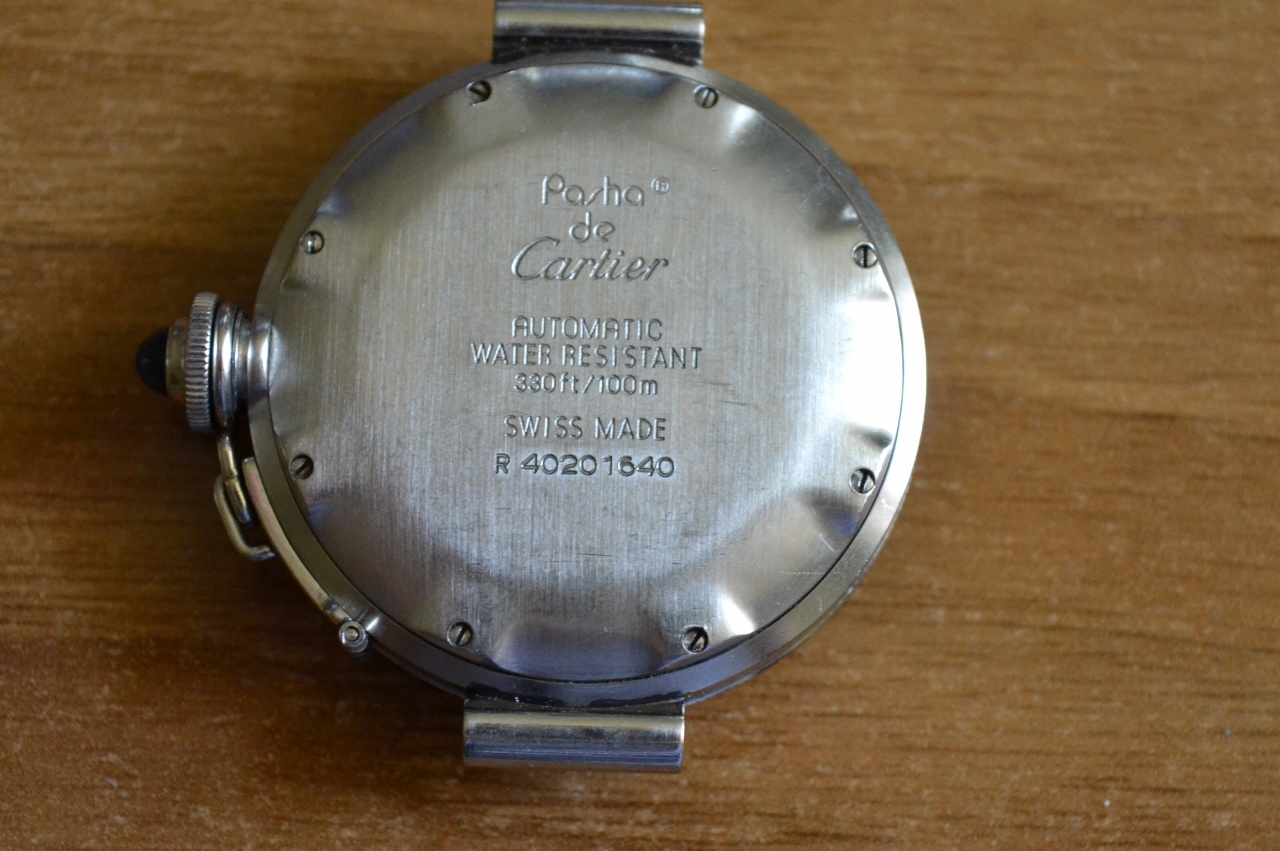 Pasha®
de
Cartier
AUTOMATIC
WATER RESISTANT
330ft/100m
SWISS MADE
R 40201640